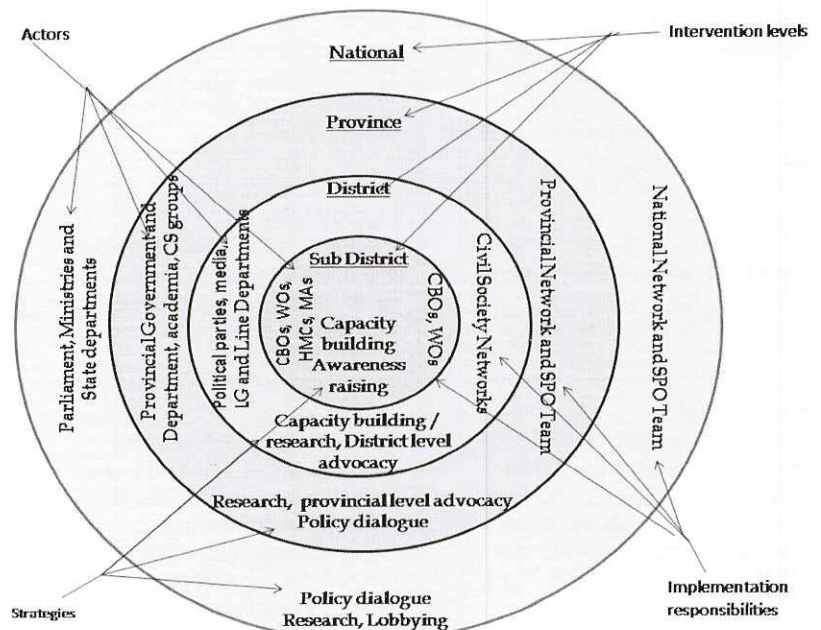 Actors
Intervention levels
National
Province
District
Sub District
Parliament, Ministries and
State departments
Provincial Government and
Department, academia, CS groups
Political parties, media,
LG and Line Departments
CBOs, WOs,
HMCs, MAs
Capacity
building
Awareness
raising
CBOs, WOs
Civil Society Networks
Provincial Network and SPO Team
National Network and SPO Team
Capacity building /
research, District level
advocacy
Research, provincial level advocacy
Policy dialogue
Policy dialogue
Research, Lobbying
Strategies
Implementation
responsibilities